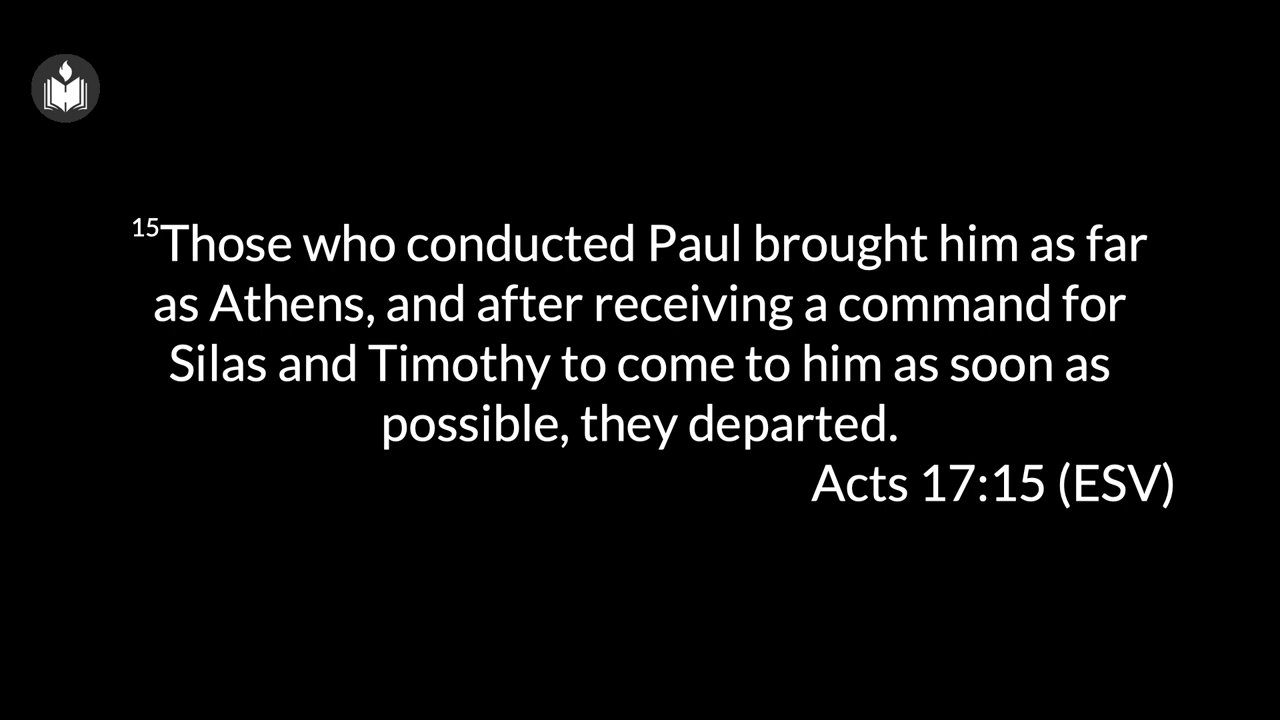 15Those who conducted Paul brought him as far
as Athens, and after receiving a command for
Silas and Timothy to come to him as soon as
possible, they departed.
Acts 17:15 (ESV)